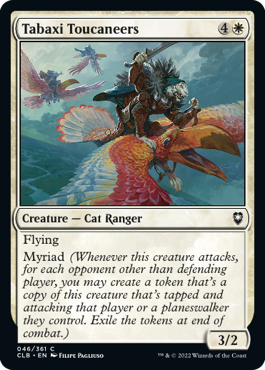 Tabaxi Toucaneers 4
Creature — Cat Ranger
Flying
Myriad (Whenever this creature attacks,
for each opponent other than defending
player, you may create a token that's a
copy of this creature that's tapped and
attacking that player or a planeswalker
they control. Exile the tokens at end of
combat.)
3/2
046/361 C
CLB • EN Filipe Pagliuso
™ & © 2022 Wizards of the Coast